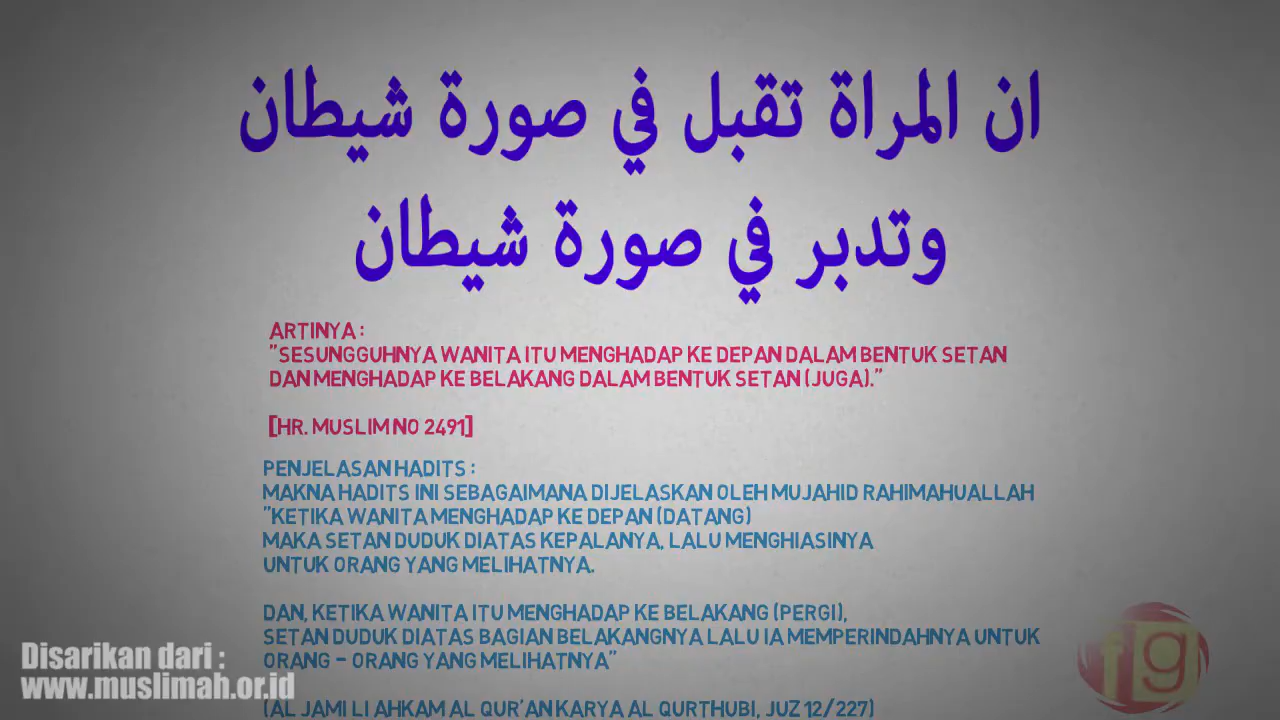 ان المراة تقبل في صورة شيطان
وتدبر في صورة شيطان
ARTINYA :
"SESUNGGUHNYA WANITA ITU MENGHADAP KE DEPAN DALAM BENTUK SETAN
DAN MENGHADAP KE BELAKANG DALAM BENTUK SETAN (JUGA)."
[HR. MUSLIM NO 2491]
PENJELASAN HADITS :
MAKNA HADITS INI SEBAGAIMANA DIJELASKAN OLEH MUJAHID RAHIMAHUALLAH
"KETIKA WANITA MENGHADAP KE DEPAN (DATANG)
MAKA SETAN DUDUK DIATAS KEPALANYA, LALU MENGHIASINYA
UNTUK ORANG YANG MELIHATNYA.
DAN, KETIKA WANITA ITU MENGHADAP KE BELAKANG (PERGI),
SETAN DUDUK DIATAS BAGIAN BELAKANGNYA LALU IA MEMPERINDAHNYA UNTUK
ORANG - ORANG YANG MELIHATNYA"
(AL JAMI LI AHKAM AL QUR'AN KARYA AL QURTHUBI, JUZ 12/227)
Disarikan dari :
www.muslimah.or.id
fg